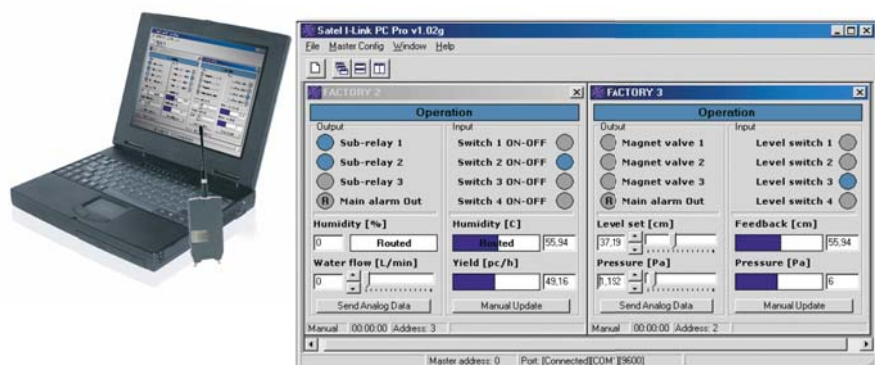 Satel I-Link PC Pro v1.02g
File Master Config Window Help
FACTORY 2
Operation
Output
Input
Sub-relay 1
Switch 1 ON-OFF
Sub-relay 2
Switch 2 ON-OFF
Sub-relay 3
Switch 3 ON-OFF
R Main alarm Out
Switch 4 ON-OFF
Humidity [%]
Humidity [C]
0
Routed
Routed
55,94
Water flow [L/min]
Yield [pc/h]
0
49,16
Send Analog Data
Manual Update
Manual 00:00:00 Address: 3
FACTORY 3
Operation
Output
Input
Magnet valve 1
Level switch 1
Magnet valve 2
Level switch 2
Magnet valve 3
Level switch 3
R Main alarm Out
Level switch 4
Level set [cm]
Feedback [cm]
37,19
55,94
Pressure [Pa]
Pressure [Pa]
1,192
6
Send Analog Data
Manual Update
Manual 00:00:00 Address: 2
Master address: 0 Port: [Connected][COM1][9600]